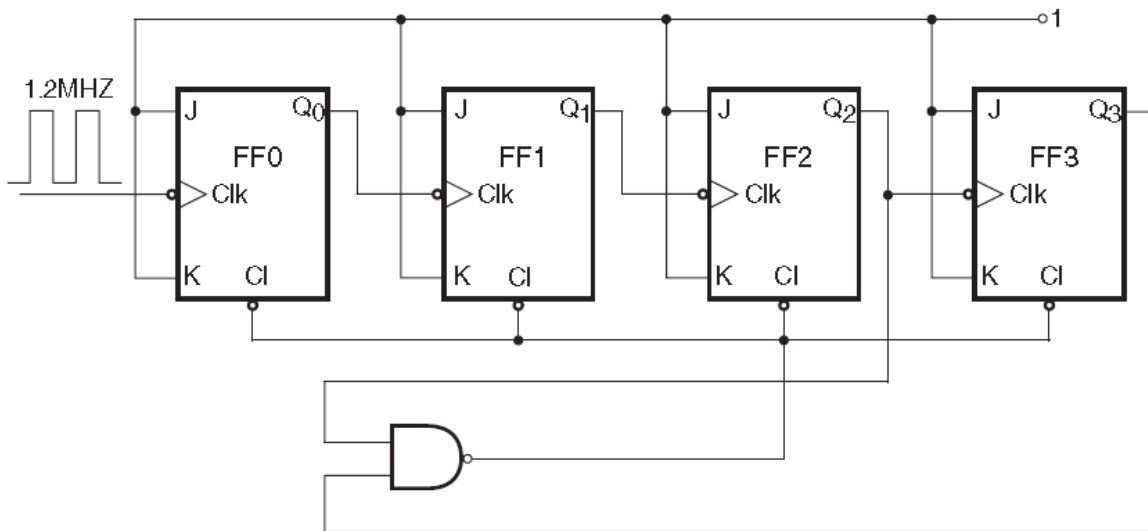 1
1.2MHZ
J Q0 J Q1 J Q2 J Q3
FF0 FF1 FF2 FF3
Clk Clk Clk Clk
K Cl K Cl K Cl K Cl